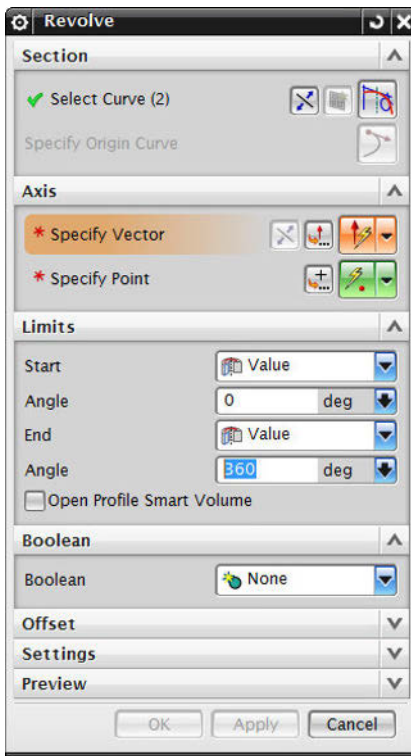 Revolve
Section
Select Curve (2)
Specify Origin Curve
Axis
* Specify Vector
* Specify Point
Limits
Start Value
Angle 0 deg
End Value
Angle 360 deg
Open Profile Smart Volume
Boolean
Boolean None
Offset
Settings
Preview
OK Apply Cancel